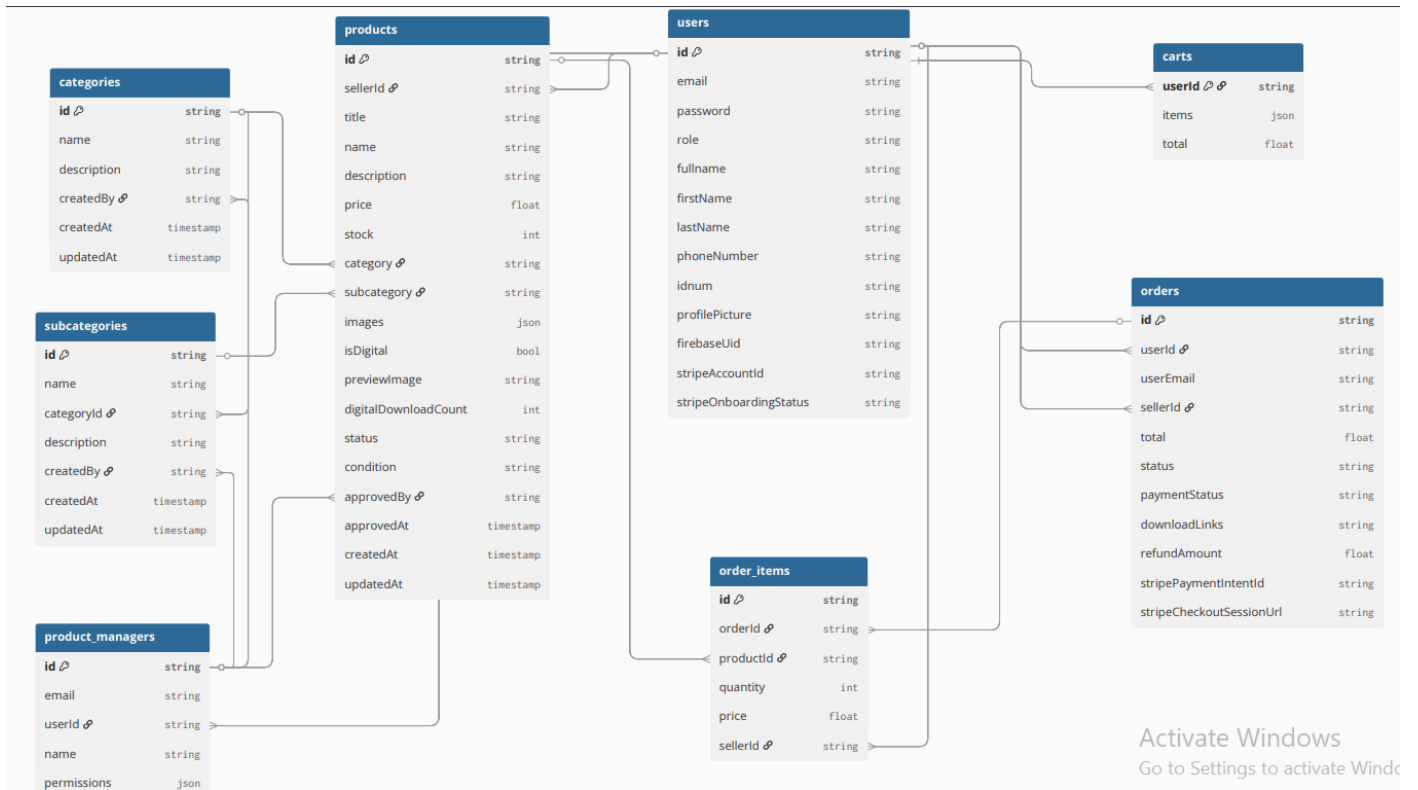 categories
id string
name string
description string
createdBy string
createdAt timestamp
updatedAt timestamp
subcategories
id string
name string
categoryId string
description string
createdBy string
createdAt timestamp
updatedAt timestamp
product_managers
id string
email string
userId string
name string
permissions json
products
id string
sellerId string
title string
name string
description string
price float
stock int
category string
subcategory string
images json
isDigital bool
previewImage string
digitalDownloadCount int
status string
condition string
approvedBy string
approvedAt timestamp
createdAt timestamp
updatedAt timestamp
users
id string
email string
password string
role string
fullname string
firstName string
lastName string
phoneNumber string
idnum string
profilePicture string
firebaseUid string
stripeAccountId string
stripeOnboardingStatus string
order_items
id string
orderId string
productId string
quantity int
price float
sellerId string
carts
userId string
items json
total float
orders
id string
userId string
userEmail string
sellerId string
total float
status string
paymentStatus string
downloadLinks string
refundAmount float
stripePaymentIntentId string
stripeCheckoutSessionUrl string
Activate Windows
Go to Settings to activate Windo